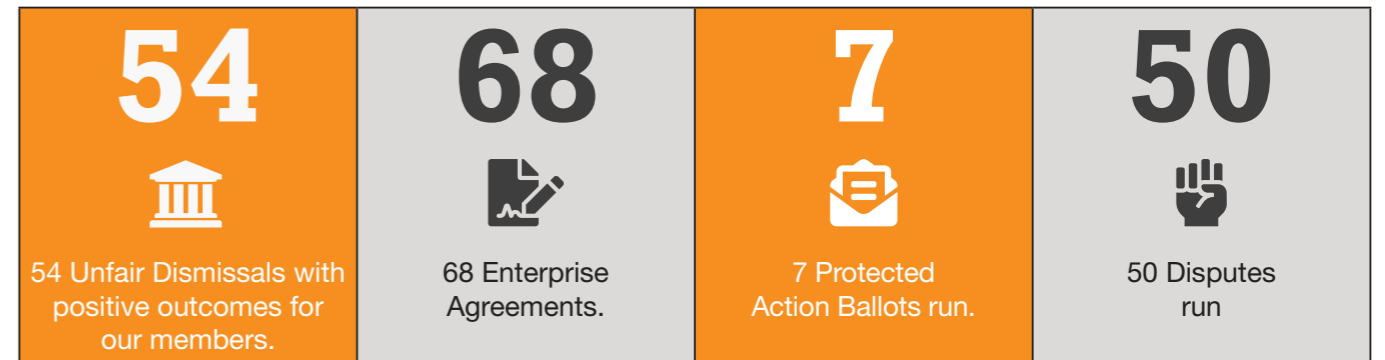 54
54 Unfair Dismissals with
positive outcomes for
our members.
68
68 Enterprise
Agreements.
7
7 Protected
Action Ballots run.
50
50 Disputes
run